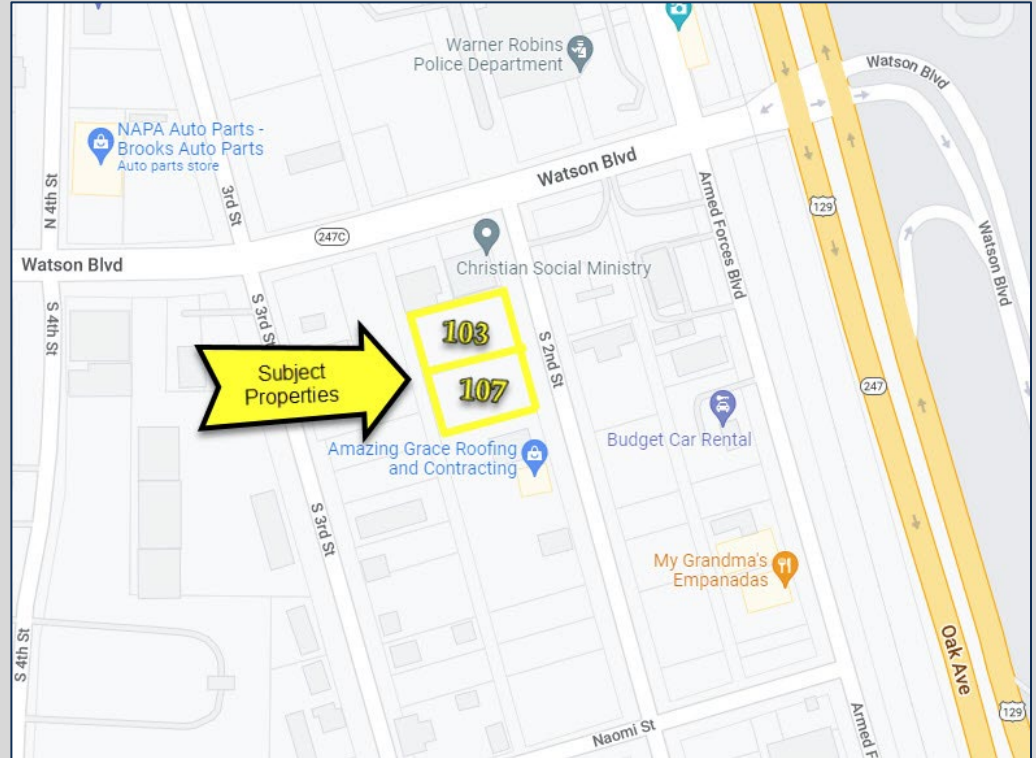 Warner Robins
Police Department
Watson Blvd
NAPA Auto Parts -
Brooks Auto Parts
Auto parts store
N 4th St
3rd St
Watson Blvd
Armed Forces Blvd
129
Watson Blvd
247C
Watson Blvd
Christian Social Ministry
S 4th St
S 3rd St
103
S 2nd St
Subject
Properties
107
247
Budget Car Rental
Amazing Grace Roofing
and Contracting
S 3rd St
My Grandma's
Empanadas
S 4th St
Oak Ave
Naomi St
Armed F
129